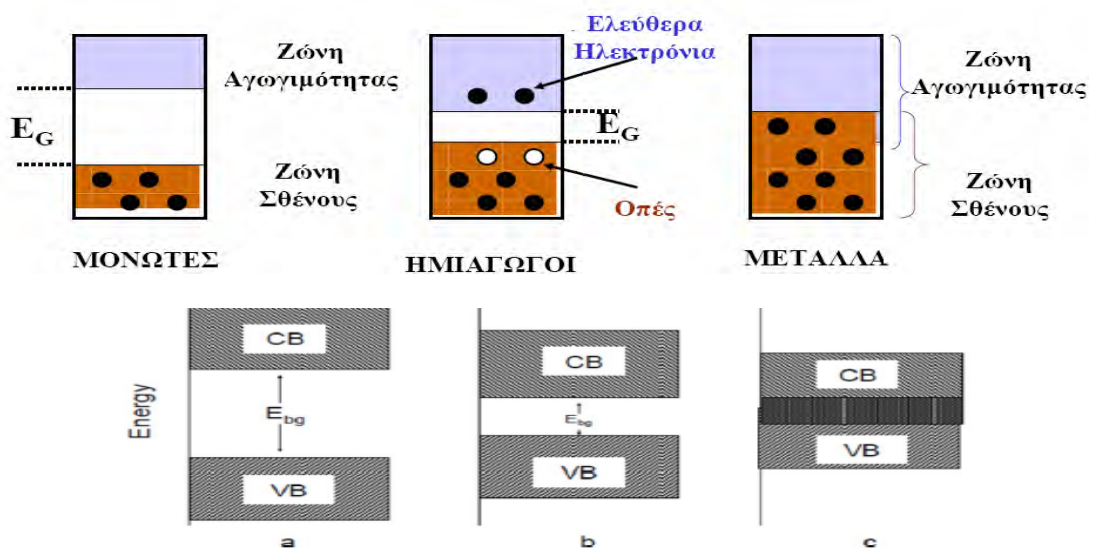 Ζώνη
Αγωγιμότητας
E_G
Ζώνη
Σθένους
ΜΟΝΩΤΕΣ
Ελεύθερα
Ηλεκτρόνια
E_G
Οπές
ΗΜΙΑΓΩΓΟΙ
Ζώνη
Αγωγιμότητας
Ζώνη
Σθένους
ΜΕΤΑΛΛΑ
Energy
CB
E_bg
VB
a
CB
E_bg
VB
b
CB
VB
c